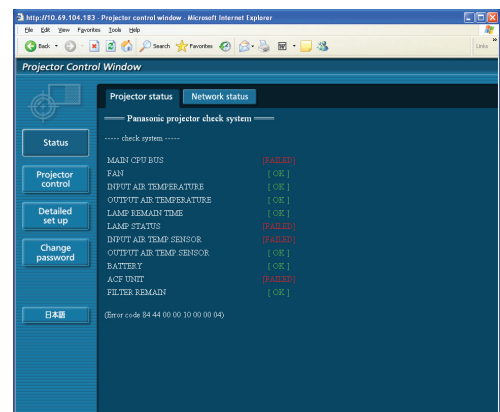 http://10.69.104.183 - Projector control window - Microsoft Internet Explorer
File Edit View Favorites Tools Help
Back Search Favorites Links
Projector Control Window
Projector status Network status
Panasonic projector check system
----- check system -----
Status
Projector control
Detailed set up
Change password
日本語
MAIN CPU BUS [FAILED]
FAN [ OK ]
INPUT AIR TEMPERATURE [ OK ]
OUTPUT AIR TEMPERATURE [ OK ]
LAMP REMAIN TIME [ OK ]
LAMP STATUS [FAILED]
INPUT AIR TEMP SENSOR [FAILED]
OUTPUT AIR TEMP SENSOR [ OK ]
BATTERY [ OK ]
ACF UNIT [FAILED]
FILTER REMAIN [ OK ]
(Error code 84 44 00 00 10 00 00 04)